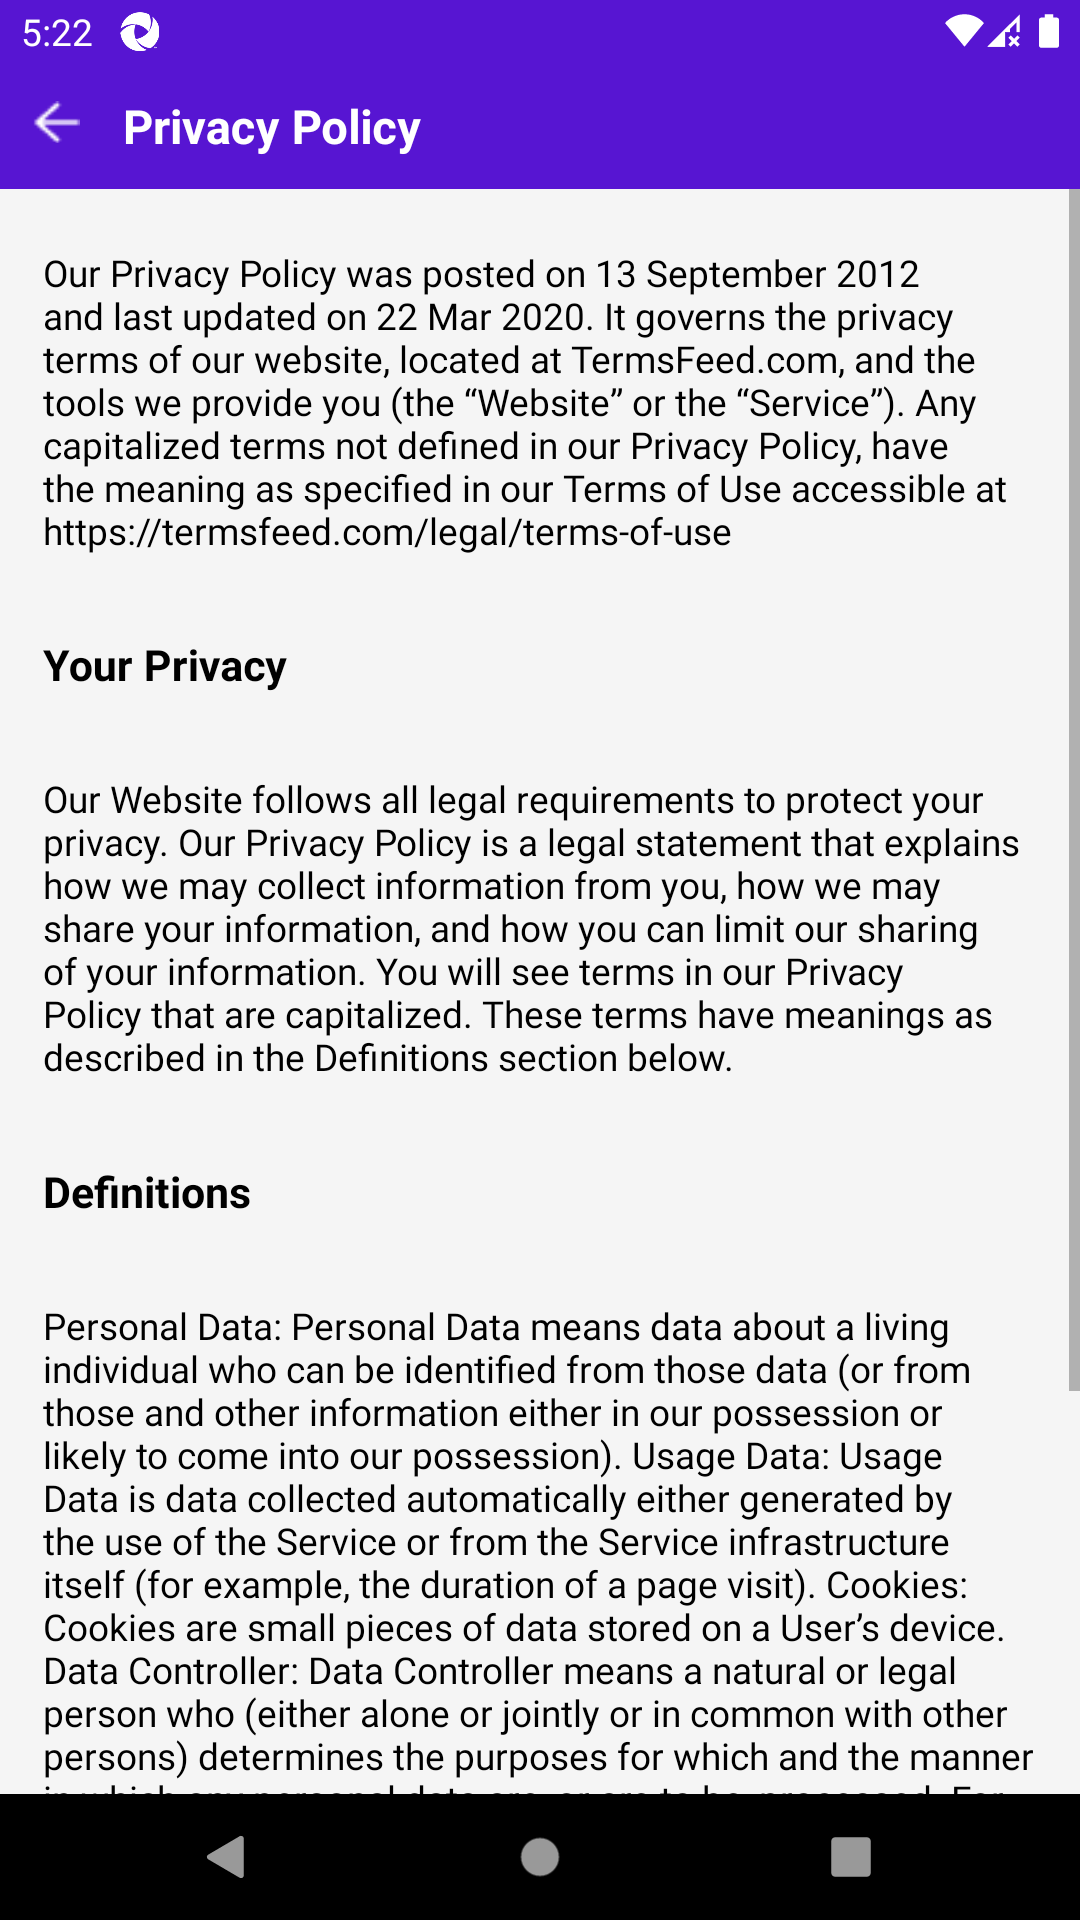 5:22
Privacy Policy
Our Privacy Policy was posted on 13 September 2012
and last updated on 22 Mar 2020. It governs the privacy
terms of our website, located at TermsFeed.com, and the
tools we provide you (the “Website” or the “Service”). Any
capitalized terms not defined in our Privacy Policy, have
the meaning as specified in our Terms of Use accessible at
https://termsfeed.com/legal/terms-of-use
Your Privacy
Our Website follows all legal requirements to protect your
privacy. Our Privacy Policy is a legal statement that explains
how we may collect information from you, how we may
share your information, and how you can limit our sharing
of your information. You will see terms in our Privacy
Policy that are capitalized. These terms have meanings as
described in the Definitions section below.
Definitions
Personal Data: Personal Data means data about a living
individual who can be identified from those data (or from
those and other information either in our possession or
likely to come into our possession). Usage Data: Usage
Data is data collected automatically either generated by
the use of the Service or from the Service infrastructure
itself (for example, the duration of a page visit). Cookies:
Cookies are small pieces of data stored on a User’s device.
Data Controller: Data Controller means a natural or legal
person who (either alone or jointly or in common with other
persons) determines the purposes for which and the manner